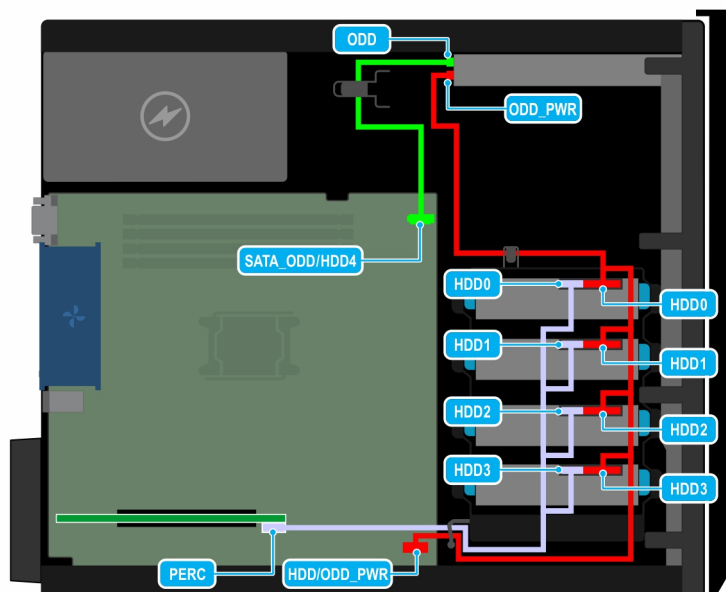 ODD
ODD_PWR
SATA_ODD/HDD4
HDD0
HDD0
HDD1
HDD1
HDD2
HDD2
HDD3
HDD3
PERC
HDD/ODD_PWR